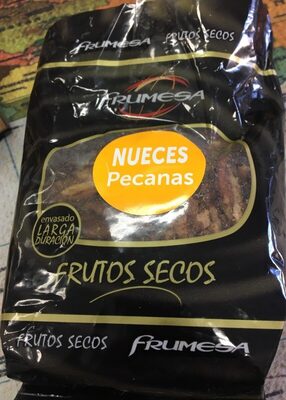 FRUMESA FRUTOS SECOS
FRUMESA
NUECES
Pecanas
envasado
LARGA
DURACIÓN
FRUTOS SECOS
FRUTOS SECOS FRUMESA